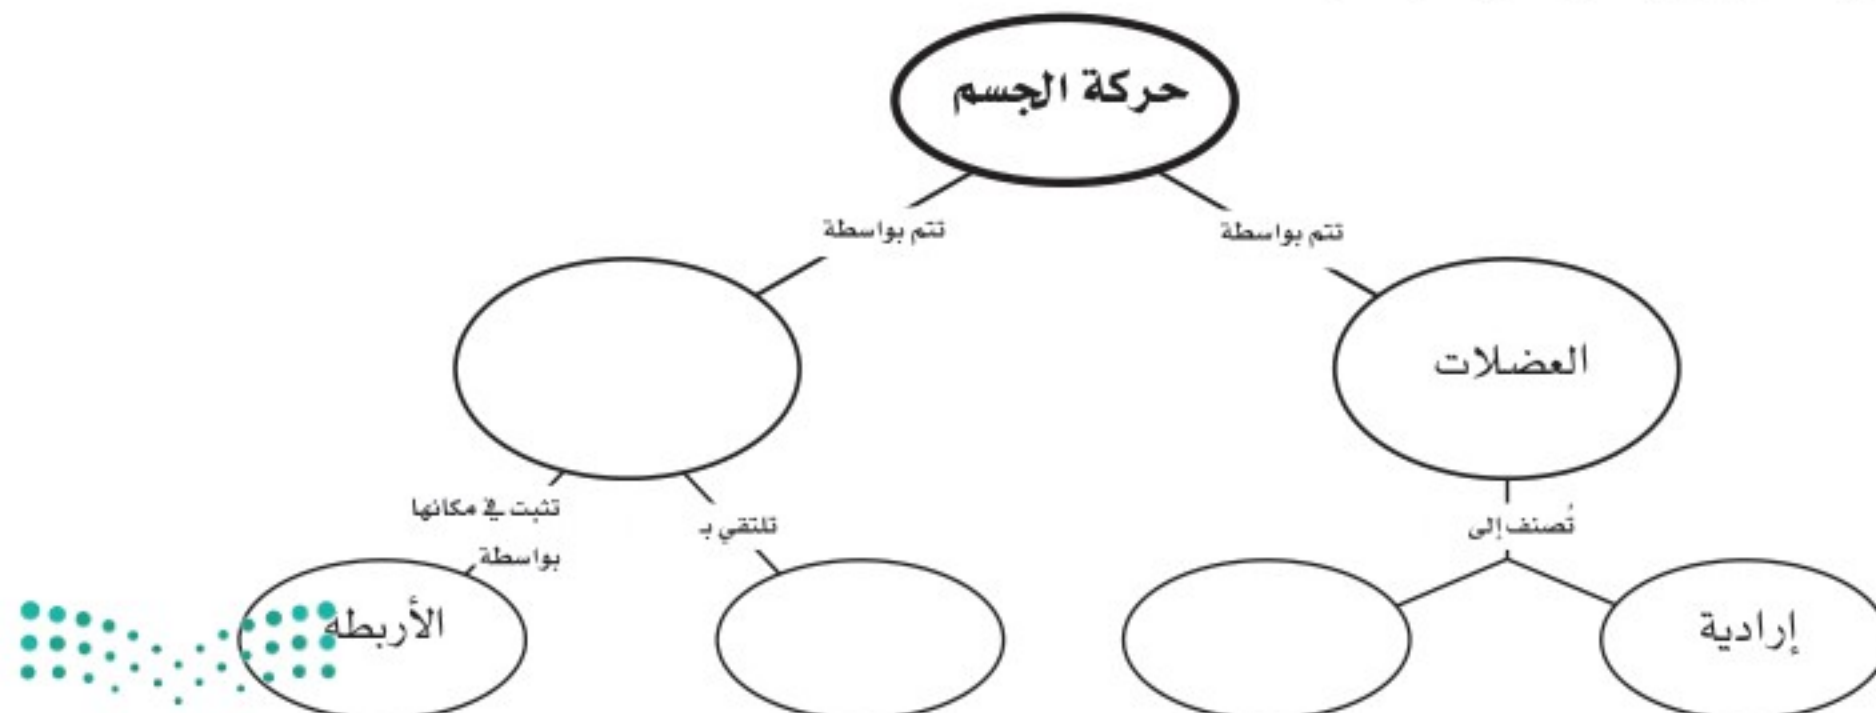 حركة الجسم
تتم بواسطة
تتم بواسطة
العضلات
تُصنف إلى
تلتقي بـ
تثبت في مكانها
بواسطة
إرادية
الأربطة